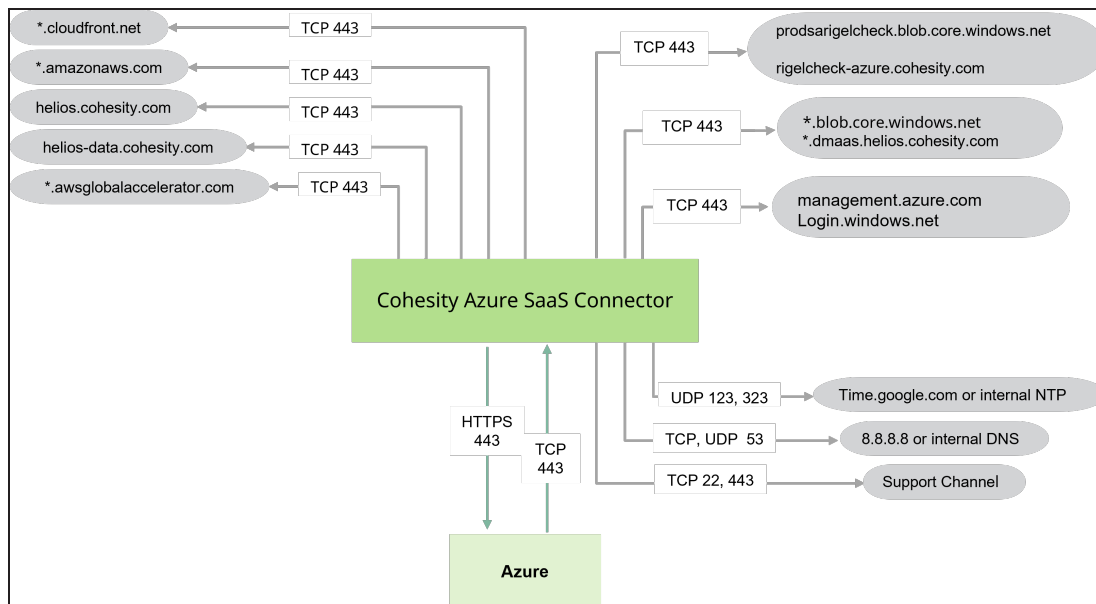 *.cloudfront.net
TCP 443
*.amazonaws.com
TCP 443
helios.cohesity.com
TCP 443
helios-data.cohesity.com
TCP 443
*.awsglobalaccelerator.com
TCP 443
TCP 443
prodsarigelcheck.blob.core.windows.net
rigelcheck-azure.cohesity.com
TCP 443
*.blob.core.windows.net
*.dmaas.helios.cohesity.com
TCP 443
management.azure.com
Login.windows.net
Cohesity Azure SaaS Connector
UDP 123, 323
Time.google.com or internal NTP
TCP, UDP 53
8.8.8.8 or internal DNS
TCP 22, 443
Support Channel
HTTPS
443
TCP
443
Azure